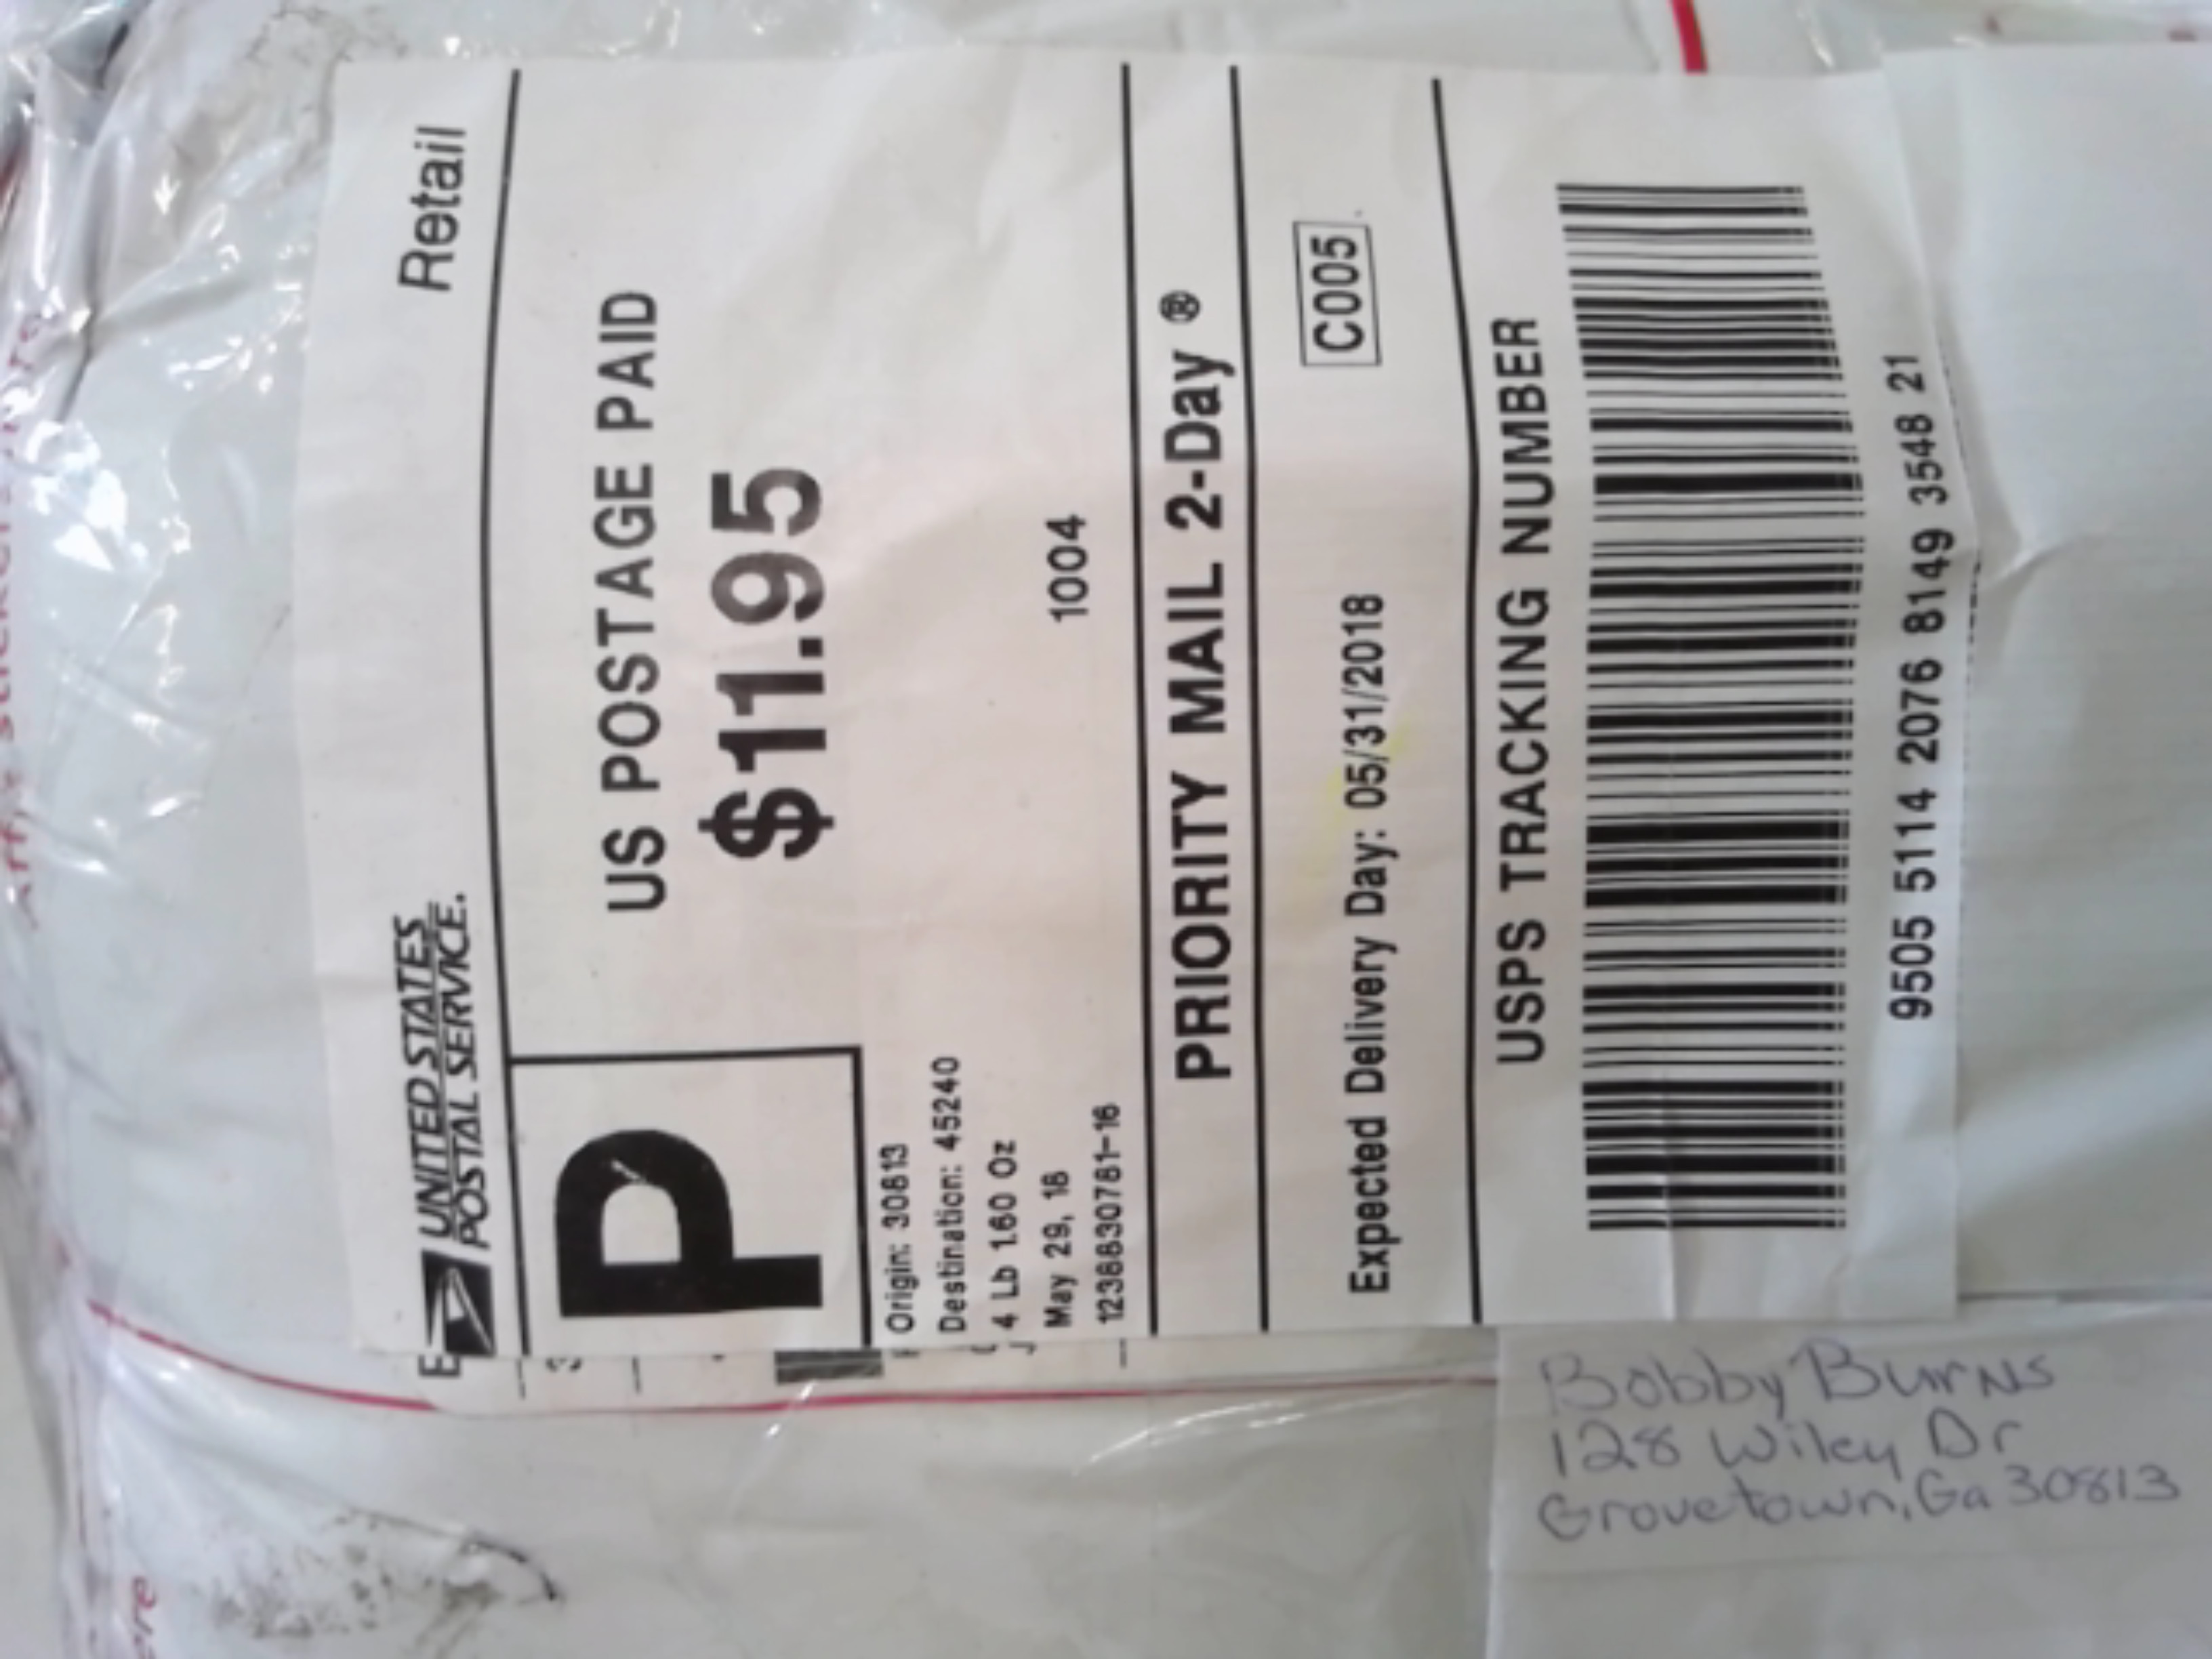 UNITED STATES
POSTAL SERVICE.
Retail
P
US POSTAGE PAID
$11.95
Origin: 30813
Destination: 45240
4 Lb 1.60 Oz
May 29, 18
1236830781-16
1004
PRIORITY MAIL 2-Day ®
Expected Delivery Day: 05/31/2018
C005
USPS TRACKING NUMBER
9505 5114 2076 8149 3548 21
Bobby Burns
128 Wiley Dr
Grovetown, Ga 30813